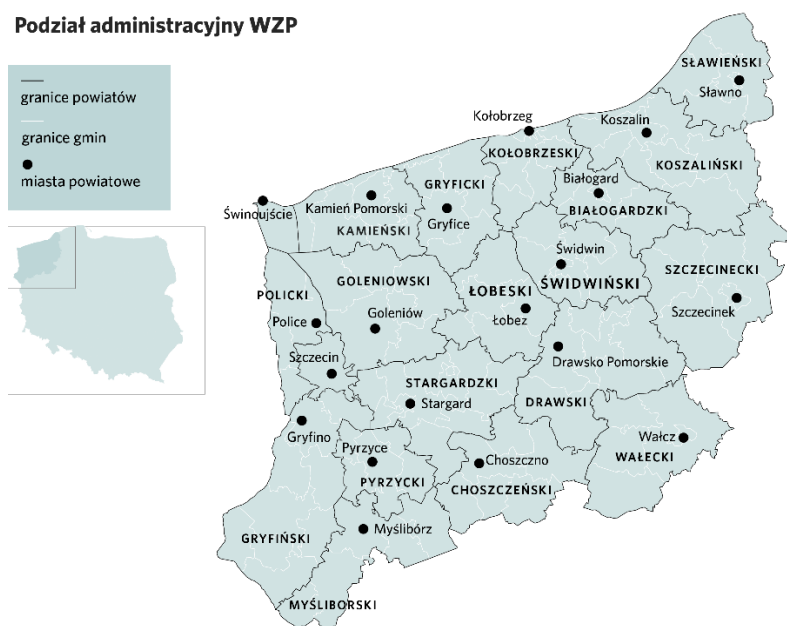 Podział administracyjny WZP
granice powiatów
granice gmin
miasta powiatowe
SŁAWIEŃSKI
Sławno
Kołobrzeg
Koszalin
KOŁOBRZESKI
KOSZALIŃSKI
GRYFICKI
Białogard
BIAŁOGARDZKI
Świnoujście
Kamień Pomorski
Gryfice
KAMIEŃSKI
Świdwin
ŚWIDWIŃSKI
SZCZECINECKI
Szczecinek
GOLENIOWSKI
ŁOBESKI
POLICKI
Łobez
Police
Goleniów
Szczecin
Drawsko Pomorskie
STARGARDZKI
Stargard
DRAWSKI
Gryfino
Pyrzyce
Choszczno
Wałcz
WAŁECKI
PYRZYCKI
CHOSZCZEŃSKI
Myślibórz
GRYFIŃSKI
MYŚLIBORSKI